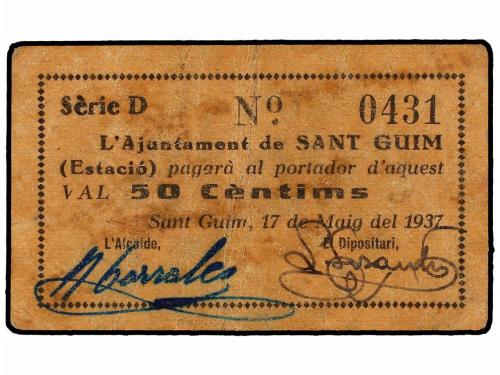 Sèrie D Nº 0431
L'Ajuntament de SANT GUIM
(Estació) pagarà al portador d'aquest
VAL 50 Cèntims
Sant Guim, 17 de Maig del 1937
L'Alcalde, El Dipositari,